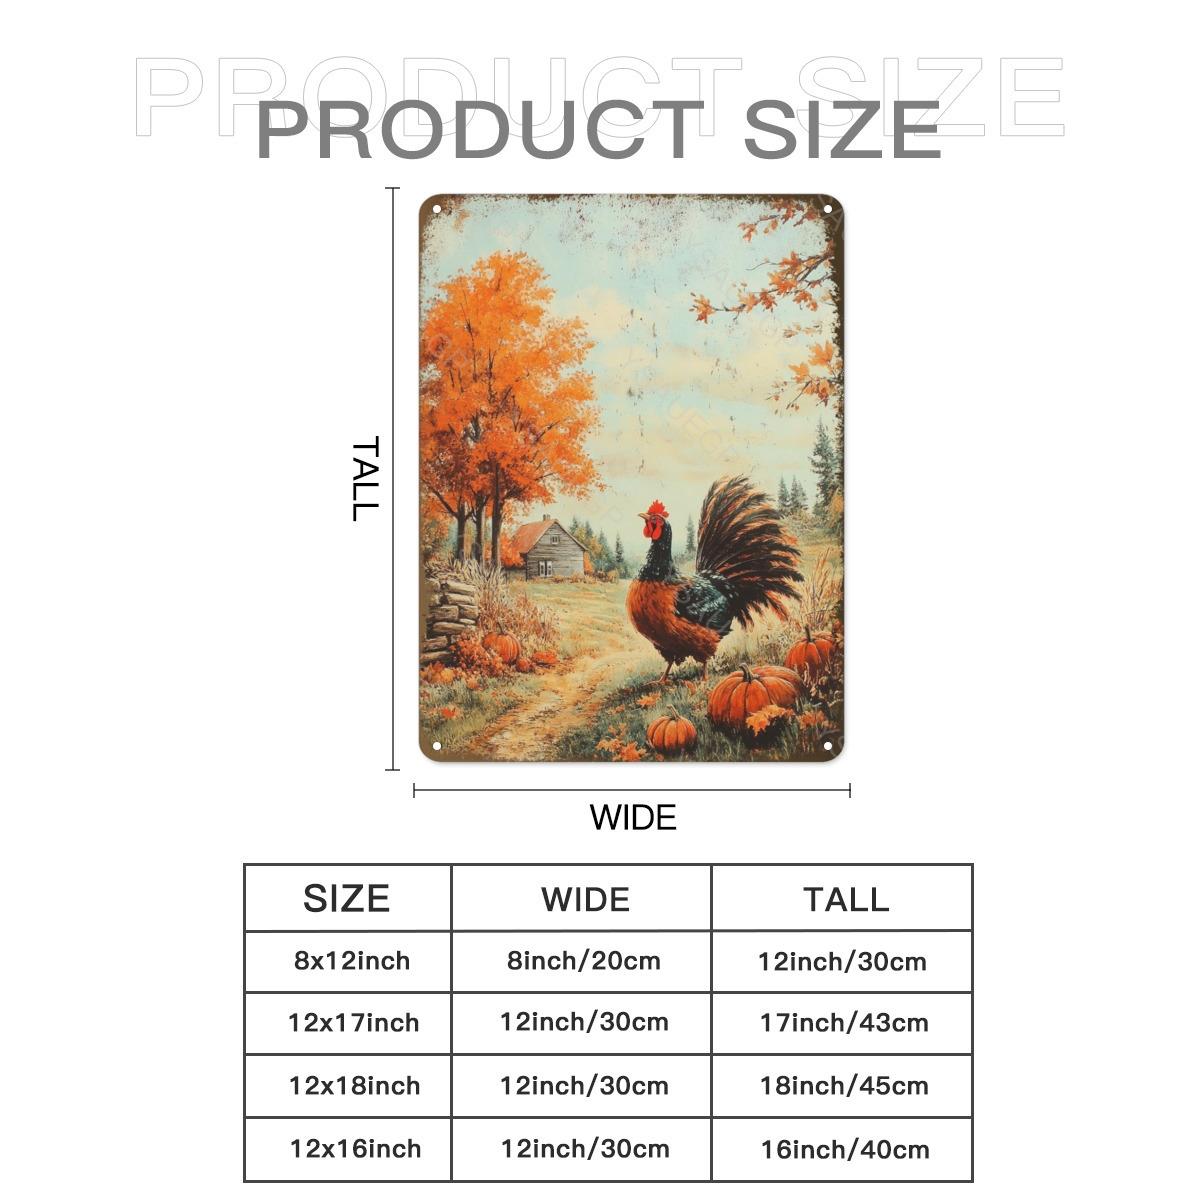 PRODUCT SIZE
PRODUCT SIZE
TALL
WIDE
SIZE WIDE TALL
8x12inch 8inch/20cm 12inch/30cm
12x17inch 12inch/30cm 17inch/43cm
12x18inch 12inch/30cm 18inch/45cm
12x16inch 12inch/30cm 16inch/40cm